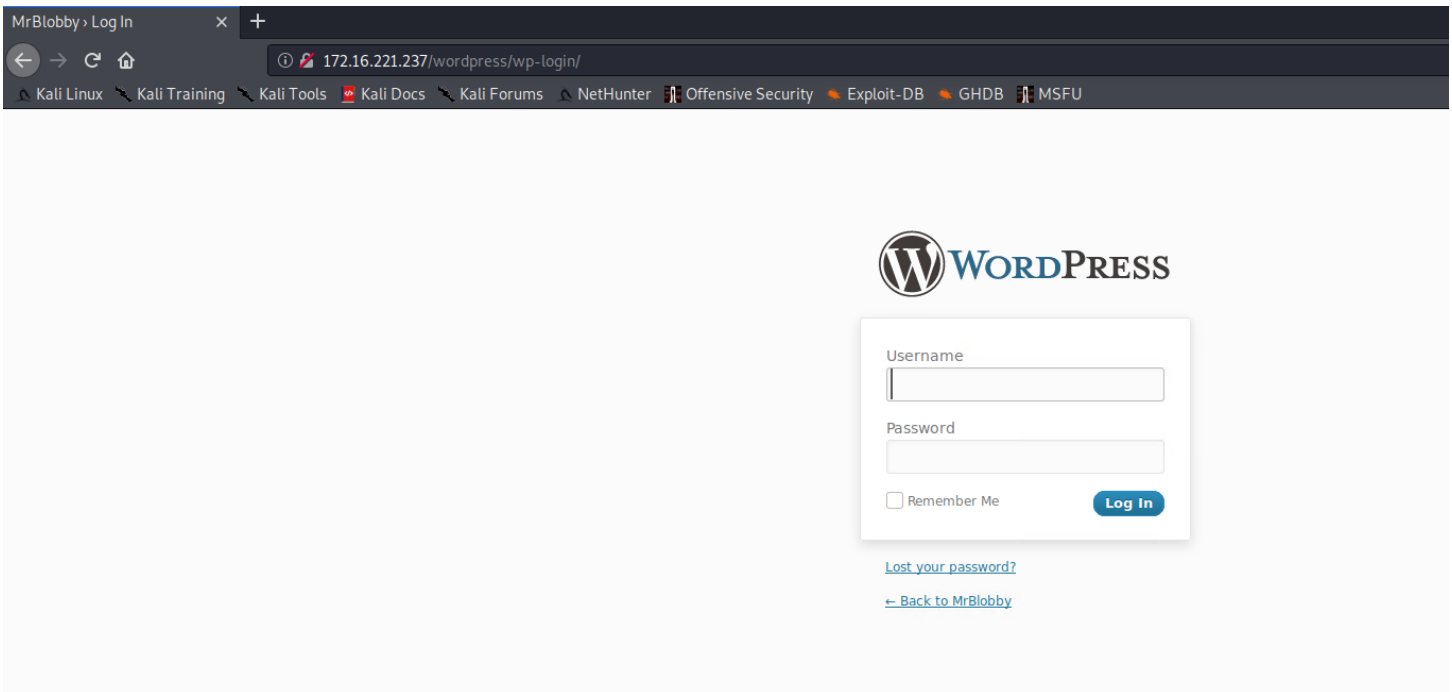 MrBlobby › Log In
172.16.221.237/wordpress/wp-login/
Kali Linux Kali Training Kali Tools Kali Docs Kali Forums NetHunter Offensive Security Exploit-DB GHDB MSFU
WORDPRESS
Username
Password
Remember Me Log In
Lost your password?
← Back to MrBlobby